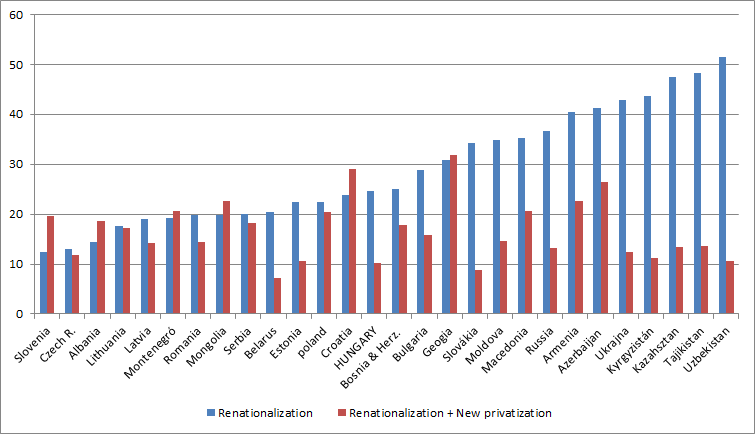 60
50
40
30
20
10
0
Slovenia
Czech R.
Albania
Lithuania
Latvia
Montenegró
Romania
Mongolia
Serbia
Belarus
Estonia
poland
Croatia
HUNGARY
Bosnia & Herz.
Bulgaria
Geogia
Slovákia
Moldova
Macedonia
Russia
Armenia
Azerbaijan
Ukrajna
Kyrgyzistán
Kazahsztan
Tajikistan
Uzbekistan
Renationalization Renationalization + New privatization